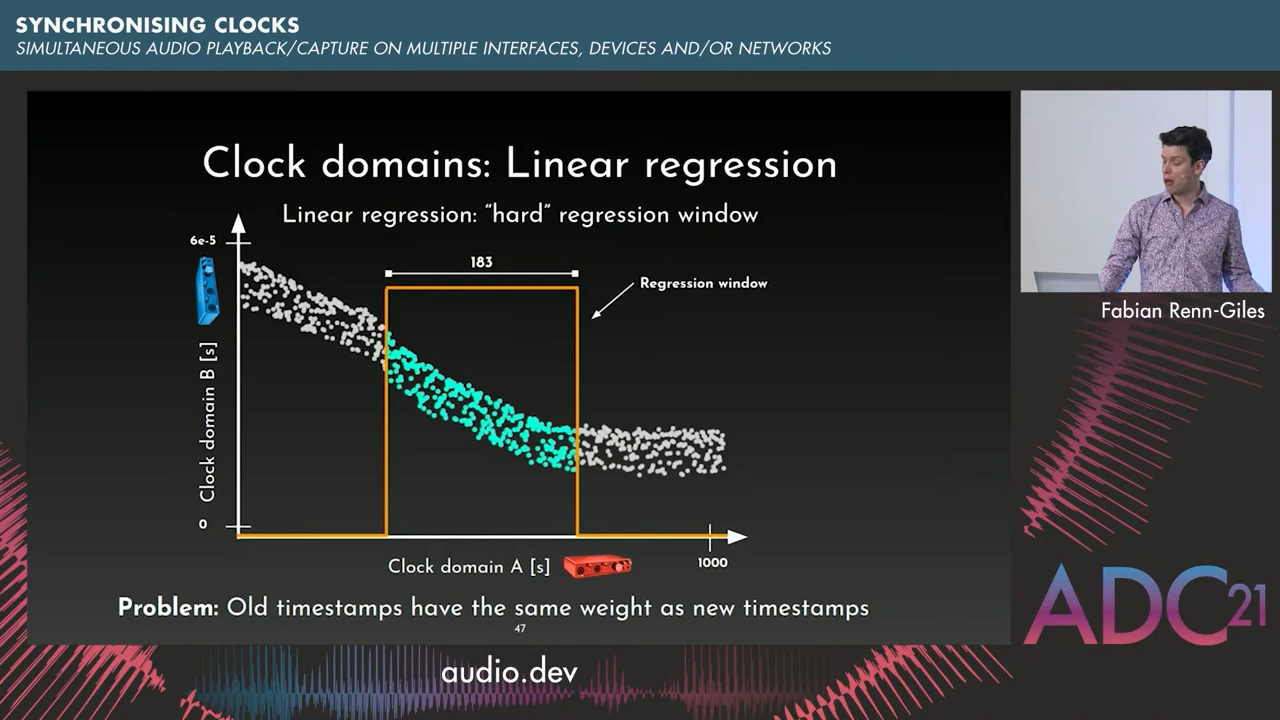 SYNCHRONISING CLOCKS
SIMULTANEOUS AUDIO PLAYBACK/CAPTURE ON MULTIPLE INTERFACES, DEVICES AND/OR NETWORKS
Clock domains: Linear regression
Linear regression: “hard” regression window
6e-5
183
Regression window
Clock domain B [s]
0
Clock domain A [s]
1000
Problem: Old timestamps have the same weight as new timestamps
47
Fabian Renn-Giles
ADC21
audio.dev